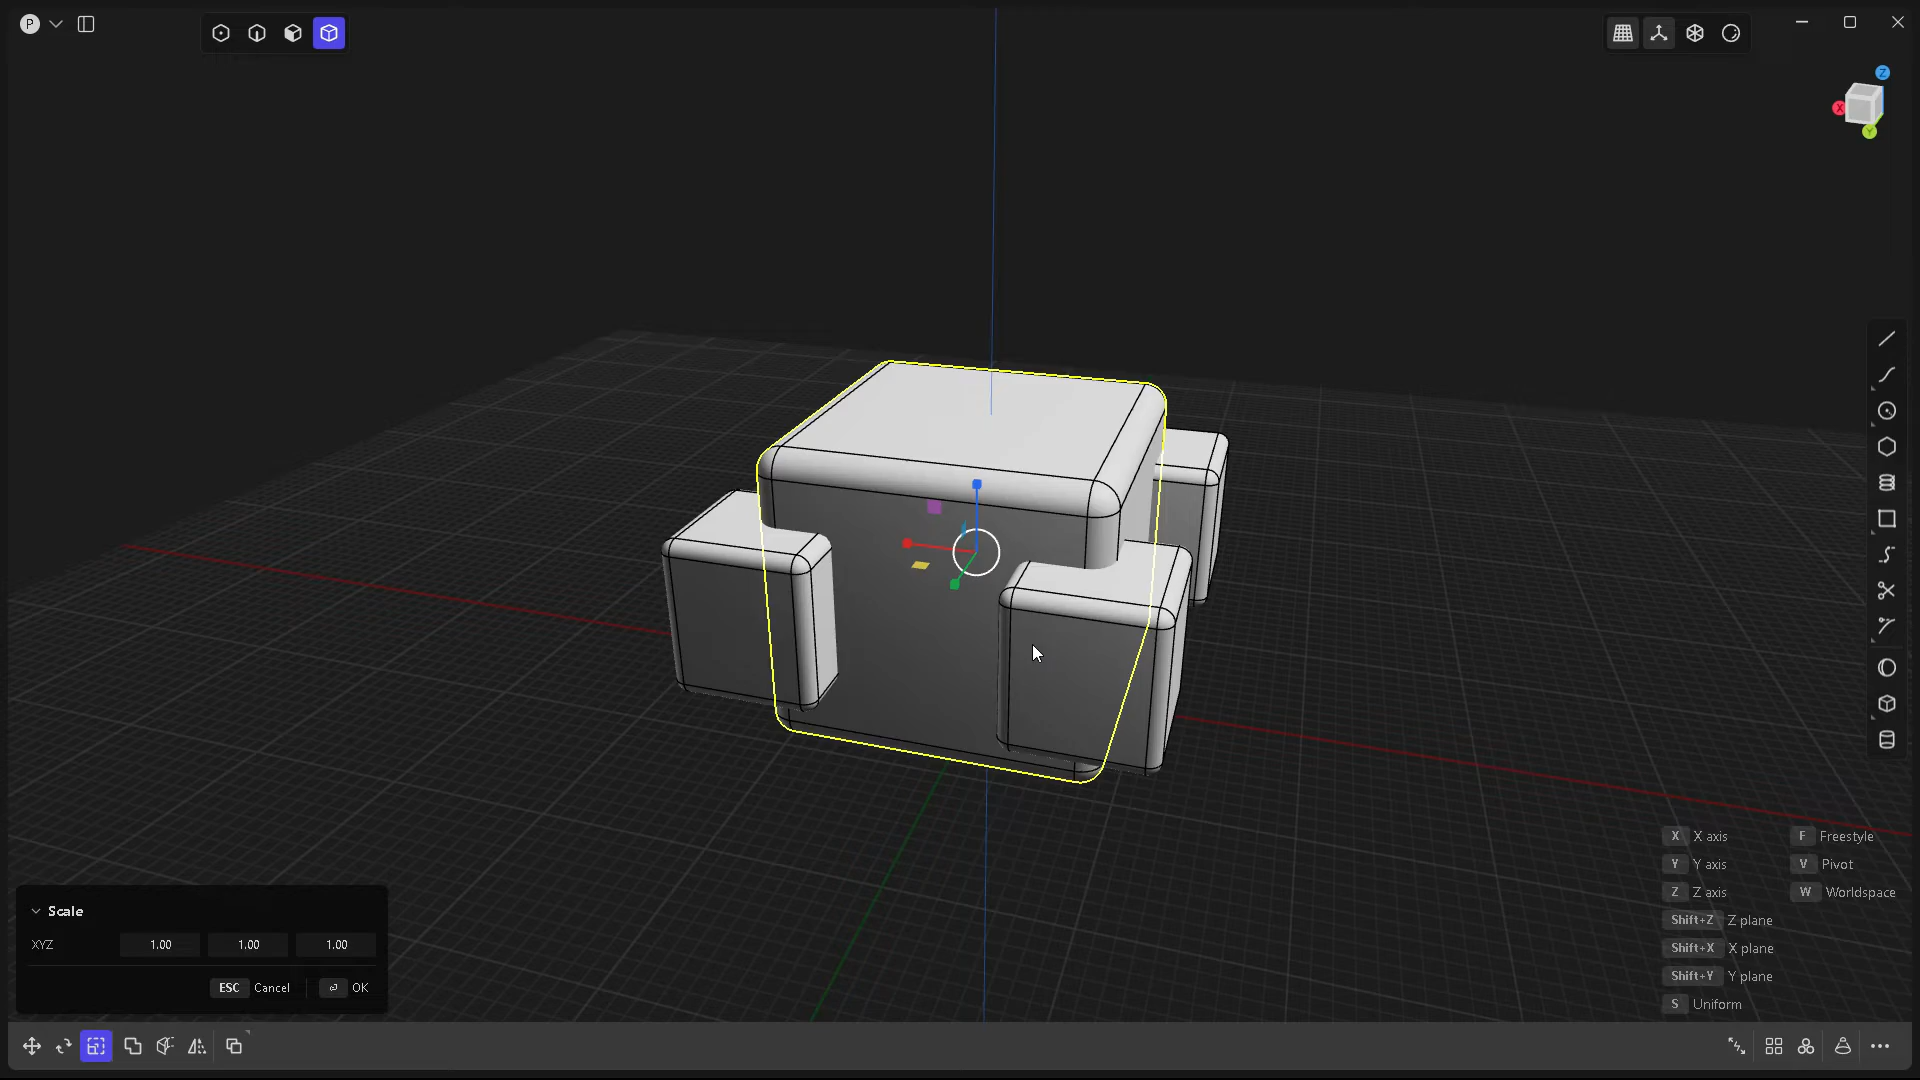 P
Z
X
Y
X X axis F Freestyle
Y Y axis V Pivot
Z Z axis W Worldspace
Shift+Z Z plane
Shift+X X plane
Shift+Y Y plane
S Uniform
Scale
XYZ 1.00 1.00 1.00
ESC Cancel OK